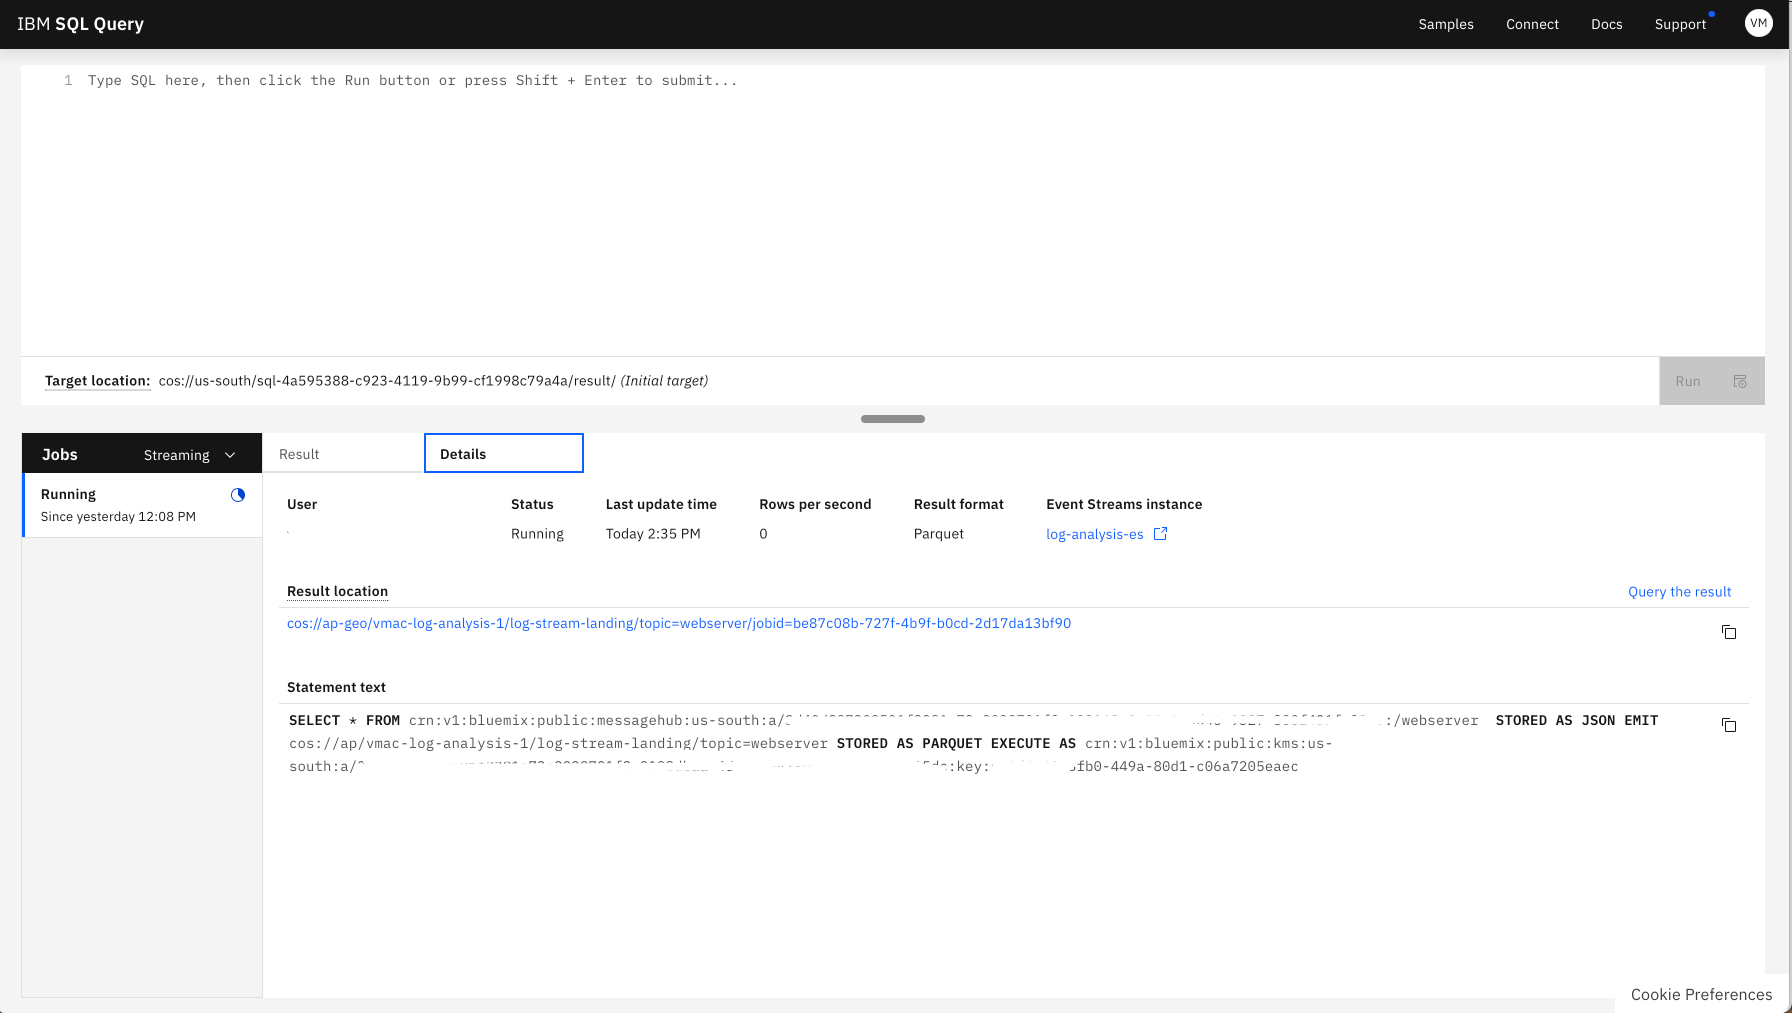 IBM SQL Query
Samples Connect Docs Support VM
1 Type SQL here, then click the Run button or press Shift + Enter to submit...
Target location: cos://us-south/sql-4a595388-c923-4119-9b99-cf1998c79a4a/result/ (Initial target)
Run
Jobs Streaming
Result Details
Running
Since yesterday 12:08 PM
User Status Last update time Rows per second Result format Event Streams instance
Running Today 2:35 PM 0 Parquet log-analysis-es
Result location Query the result
cos://ap-geo/vmac-log-analysis-1/log-stream-landing/topic=webserver/jobid=be87c08b-727f-4b9f-b0cd-2d17da13bf90
Statement text
SELECT * FROM crn:v1:bluemix:public:messagehub:us-south:a/ :/webserver STORED AS JSON EMIT
cos://ap/vmac-log-analysis-1/log-stream-landing/topic=webserver STORED AS PARQUET EXECUTE AS crn:v1:bluemix:public:kms:us-
south:a/ :key: fb0-449a-80d1-c06a7205eaec
Cookie Preferences